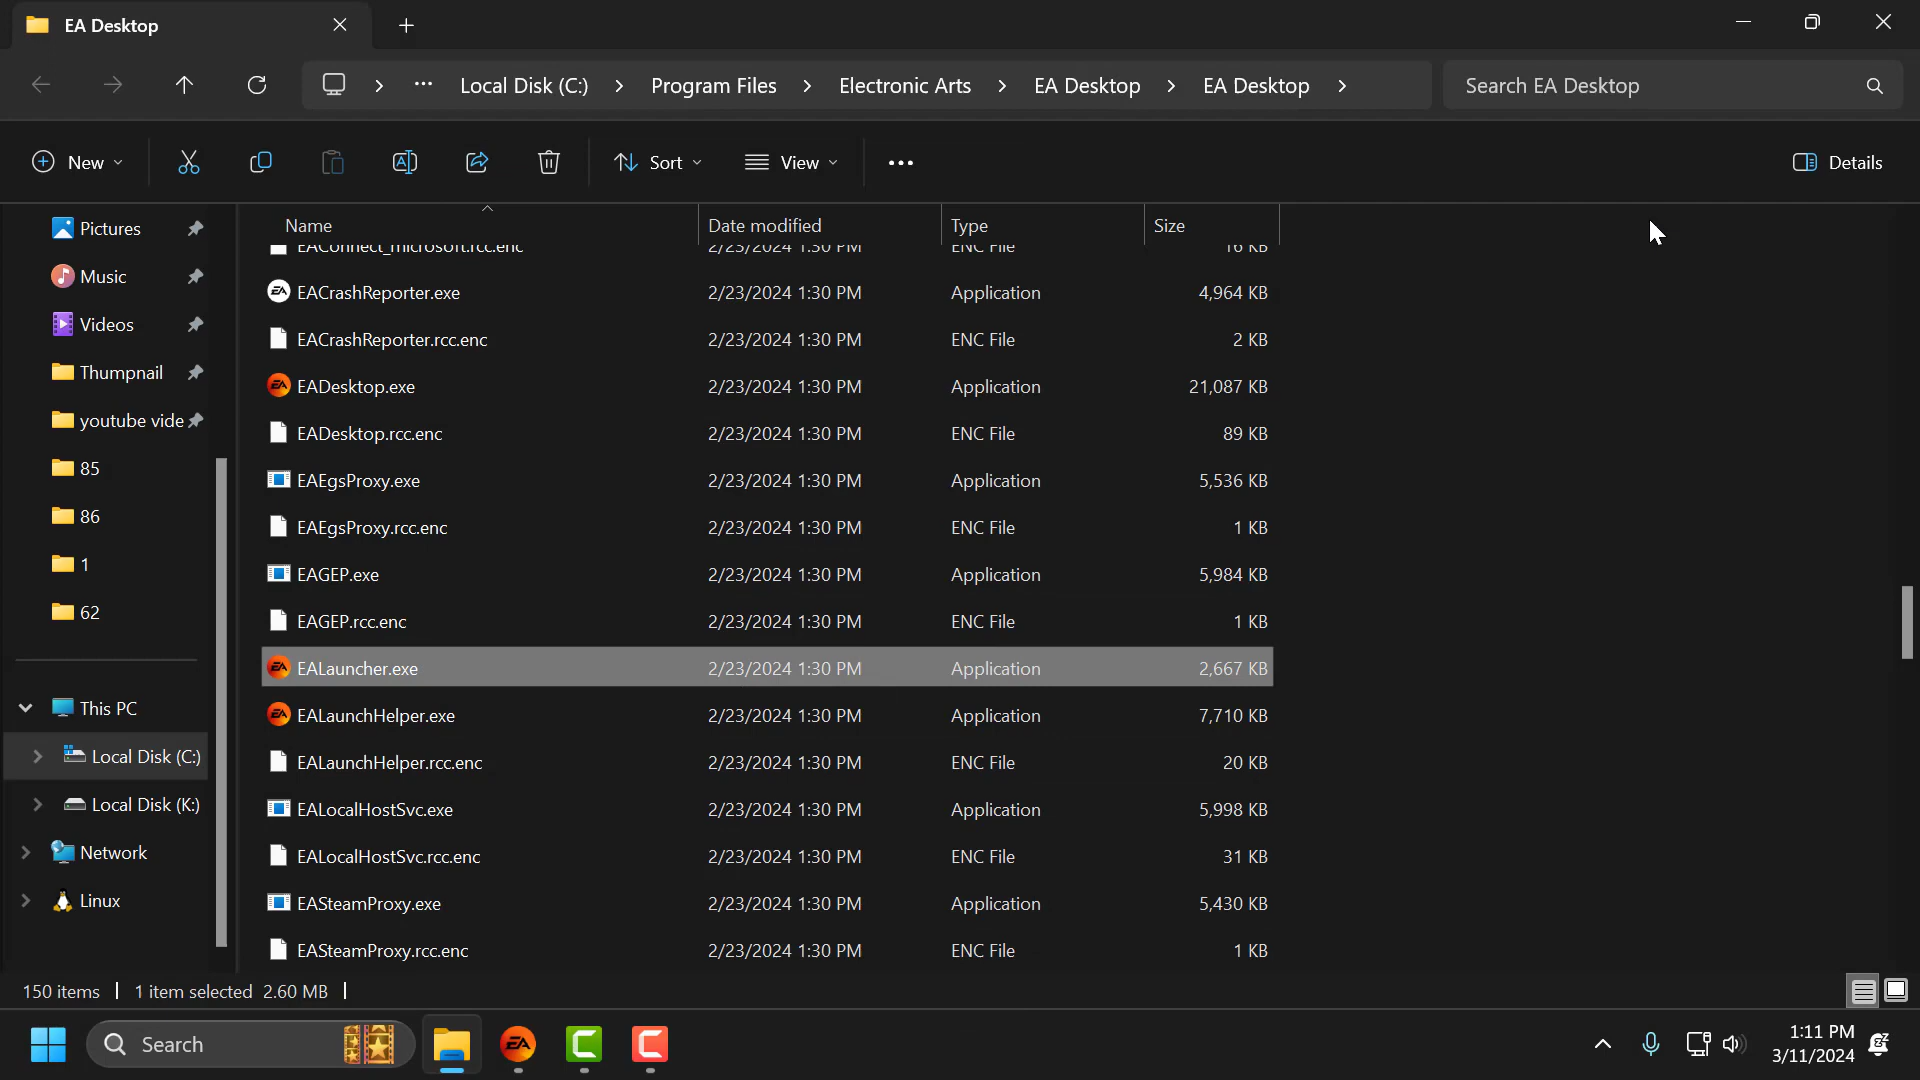 EA Desktop
Local Disk (C:) Program Files Electronic Arts EA Desktop EA Desktop
Search EA Desktop
New Sort View Details
Pictures
Music
Videos
Thumpnail
youtube vide
85
86
1
62
This PC
Local Disk (C:)
Local Disk (K:)
Network
Linux
Name Date modified Type Size
EAConnect_microsoft.rcc.enc 2/23/2024 1:30 PM ENC File 16 KB
EACrashReporter.exe 2/23/2024 1:30 PM Application 4,964 KB
EACrashReporter.rcc.enc 2/23/2024 1:30 PM ENC File 2 KB
EADesktop.exe 2/23/2024 1:30 PM Application 21,087 KB
EADesktop.rcc.enc 2/23/2024 1:30 PM ENC File 89 KB
EAEgsProxy.exe 2/23/2024 1:30 PM Application 5,536 KB
EAEgsProxy.rcc.enc 2/23/2024 1:30 PM ENC File 1 KB
EAGEP.exe 2/23/2024 1:30 PM Application 5,984 KB
EAGEP.rcc.enc 2/23/2024 1:30 PM ENC File 1 KB
EALauncher.exe 2/23/2024 1:30 PM Application 2,667 KB
EALaunchHelper.exe 2/23/2024 1:30 PM Application 7,710 KB
EALaunchHelper.rcc.enc 2/23/2024 1:30 PM ENC File 20 KB
EALocalHostSvc.exe 2/23/2024 1:30 PM Application 5,998 KB
EALocalHostSvc.rcc.enc 2/23/2024 1:30 PM ENC File 31 KB
EASteamProxy.exe 2/23/2024 1:30 PM Application 5,430 KB
EASteamProxy.rcc.enc 2/23/2024 1:30 PM ENC File 1 KB
150 items 1 item selected 2.60 MB
Search
1:11 PM
3/11/2024